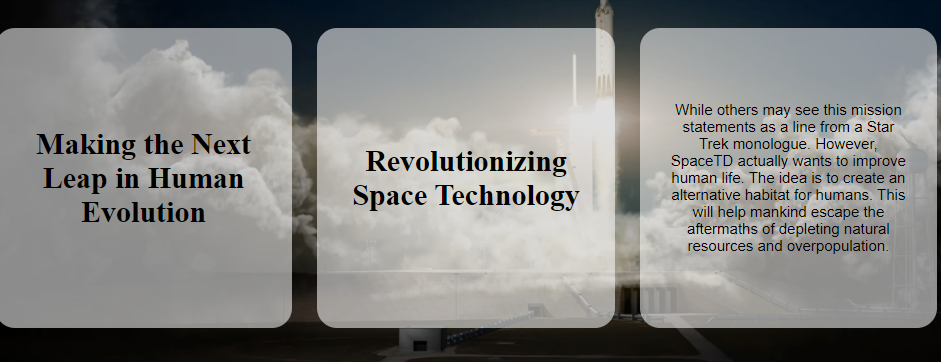 Making the Next
Leap in Human
Evolution
Revolutionizing
Space Technology
While others may see this mission
statements as a line from a Star
Trek monologue. However,
SpaceTD actually wants to improve
human life. The idea is to create an
alternative habitat for humans. This
will help mankind escape the
aftermaths of depleting natural
resources and overpopulation.